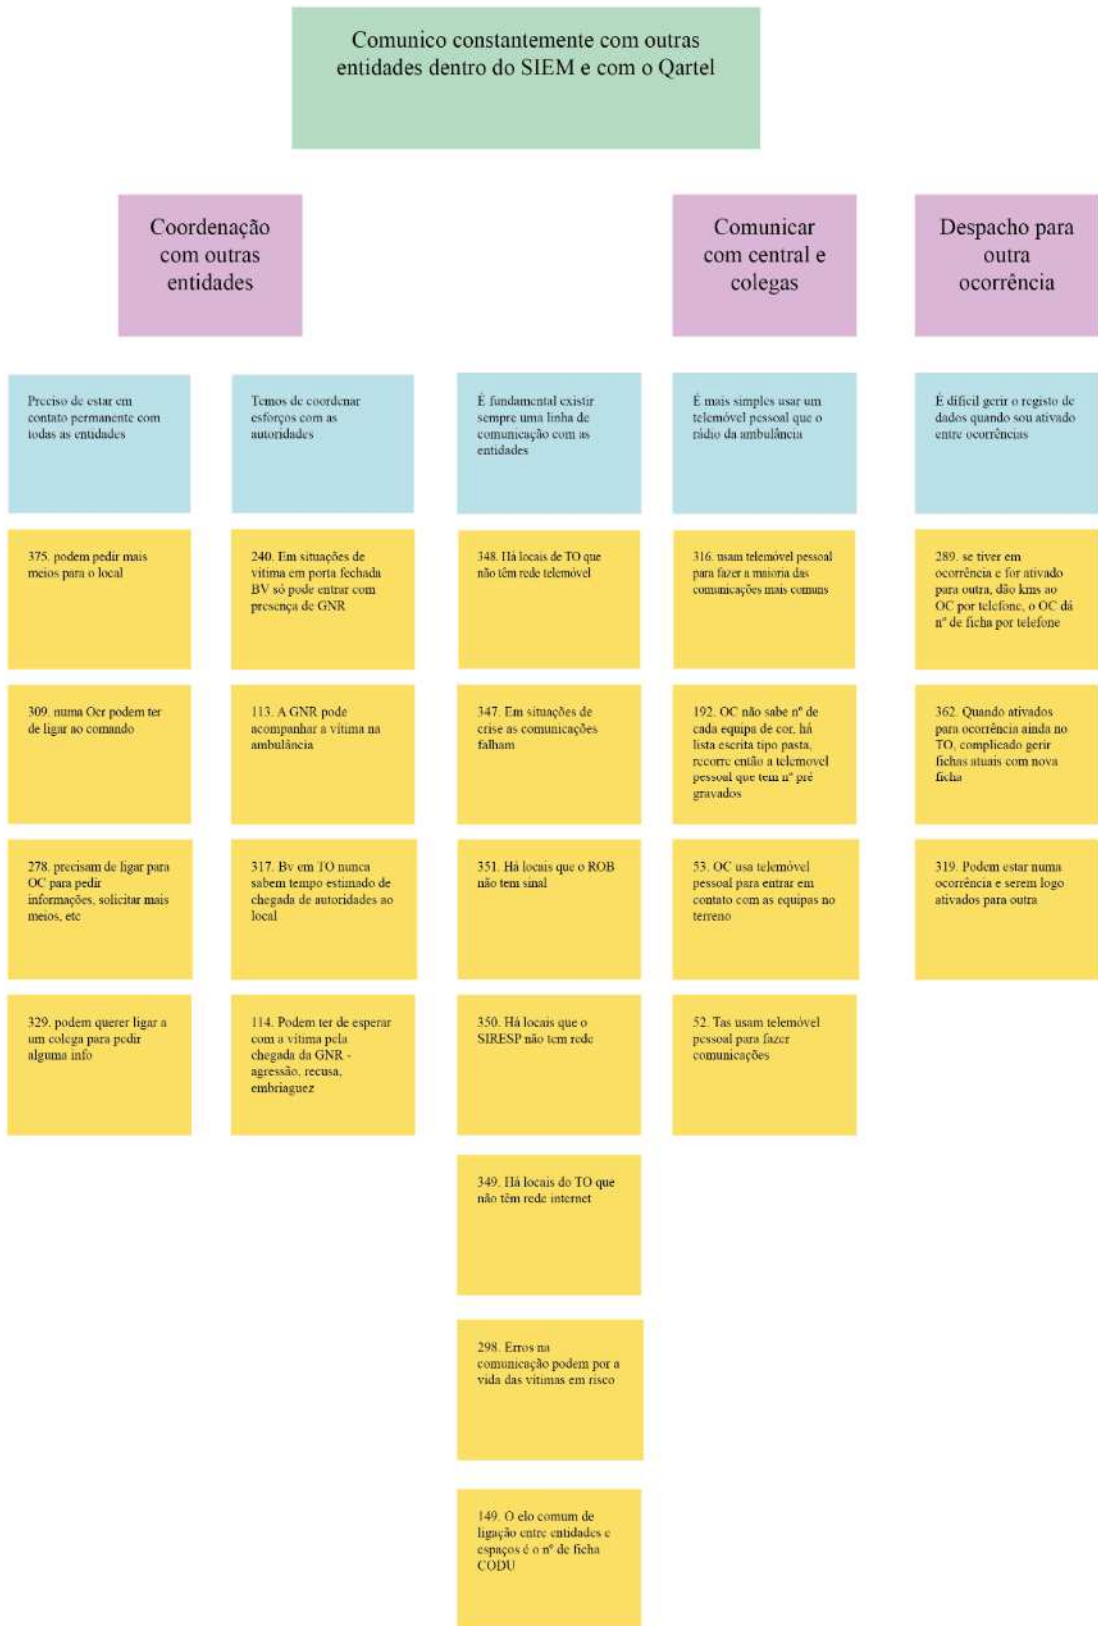 Comunico constantemente com outras
entidades dentro do SIEM e com o Qartel
Coordenação
com outras
entidades
Comunicar
com central e
colegas
Despacho para
outra
ocorrência
Preciso de estar em
contato permanente com
todas as entidades
Temos de coordenar
esforços com as
autoridades
É fundamental existir
sempre uma linha de
comunicação com as
entidades
É mais simples usar um
telemóvel pessoal que o
rádio da ambulância
É difícil gerir o registo de
dados quando sou ativado
entre ocorrências
375. podem pedir mais
meios para o local
240. Em situações de
vítima em porta fechada
BV só pode entrar com
presença de GNR
348. Há locais de TO que
não têm rede telemóvel
316. usam telemóvel pessoal
para fazer a maioria das
comunicações mais comuns
289. se tiver em
ocorrência e for ativado
para outra, dão kms ao
OC por telefone, o OC dá
nº de ficha por telefone
309. numa Ocr podem ter
de ligar ao comando
113. A GNR pode
acompanhar a vítima na
ambulância
347. Em situações de
crise as comunicações
falham
192. OC não sabe nº de
cada equipa de cor, há
lista escrita tipo pasta,
recorre então a telemovel
pessoal que tem nº pré
gravados
362. Quando ativados
para ocorrência ainda no
TO, complicado gerir
fichas atuais com nova
ficha
278. precisam de ligar para
OC para pedir
informações, solicitar mais
meios, etc
317. Bv em TO nunca
sabem tempo estimado de
chegada de autoridades ao
local
351. Há locais que o ROB
não tem sinal
53. OC usa telemóvel
pessoal para entrar em
contato com as equipas no
terreno
319. Podem estar numa
ocorrência e serem logo
ativados para outra
329. podem querer ligar a
um colega para pedir
alguma info
114. Podem ter de esperar
com a vítima pela
chegada da GNR -
agressão, recusa,
embriaguez
350. Há locais que o
SIRESP não tem rede
52. Tas usam telemóvel
pessoal para fazer
comunicações
349. Há locais do TO que
não têm rede internet
298. Erros na
comunicação podem por a
vida das vítimas em risco
149. O elo comum de
ligação entre entidades e
espaços é o nº de ficha
CODU